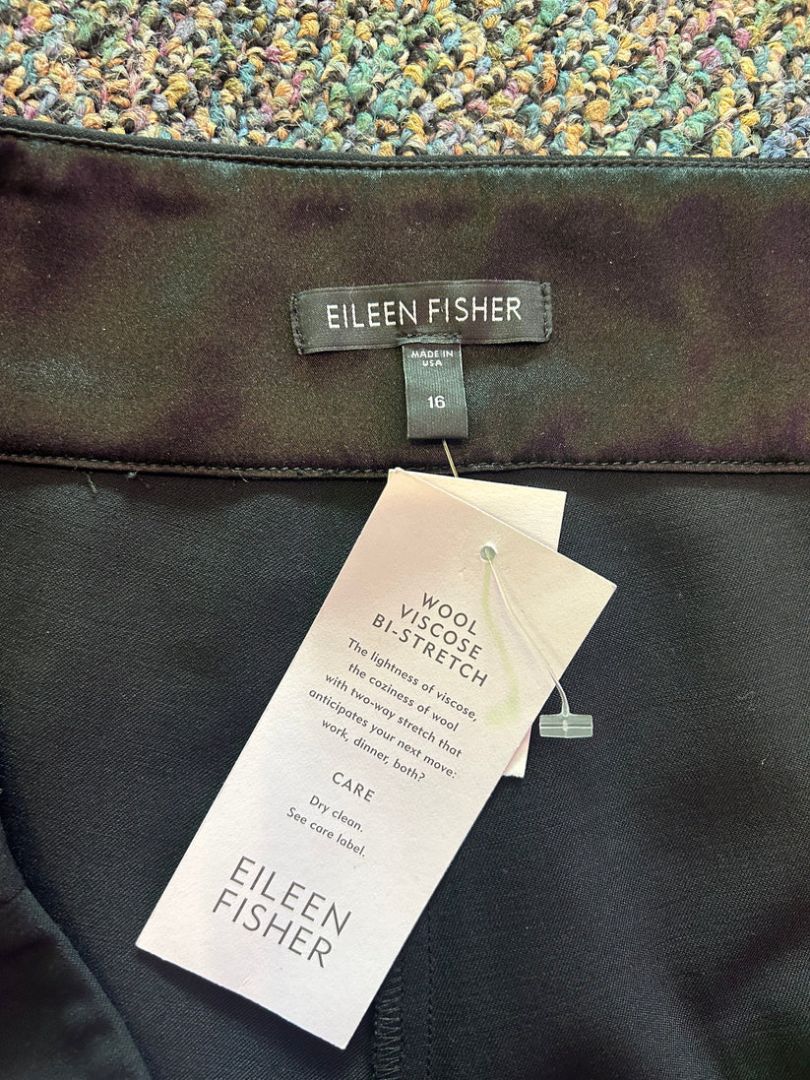 EILEEN FISHER
MADE IN
USA
16
WOOL
VISCOSE
BI-STRETCH
The lightness of viscose,
the coziness of wool
with two-way stretch that
anticipates your next move:
work, dinner, both?
CARE
Dry clean.
See care label.
EILEEN
FISHER